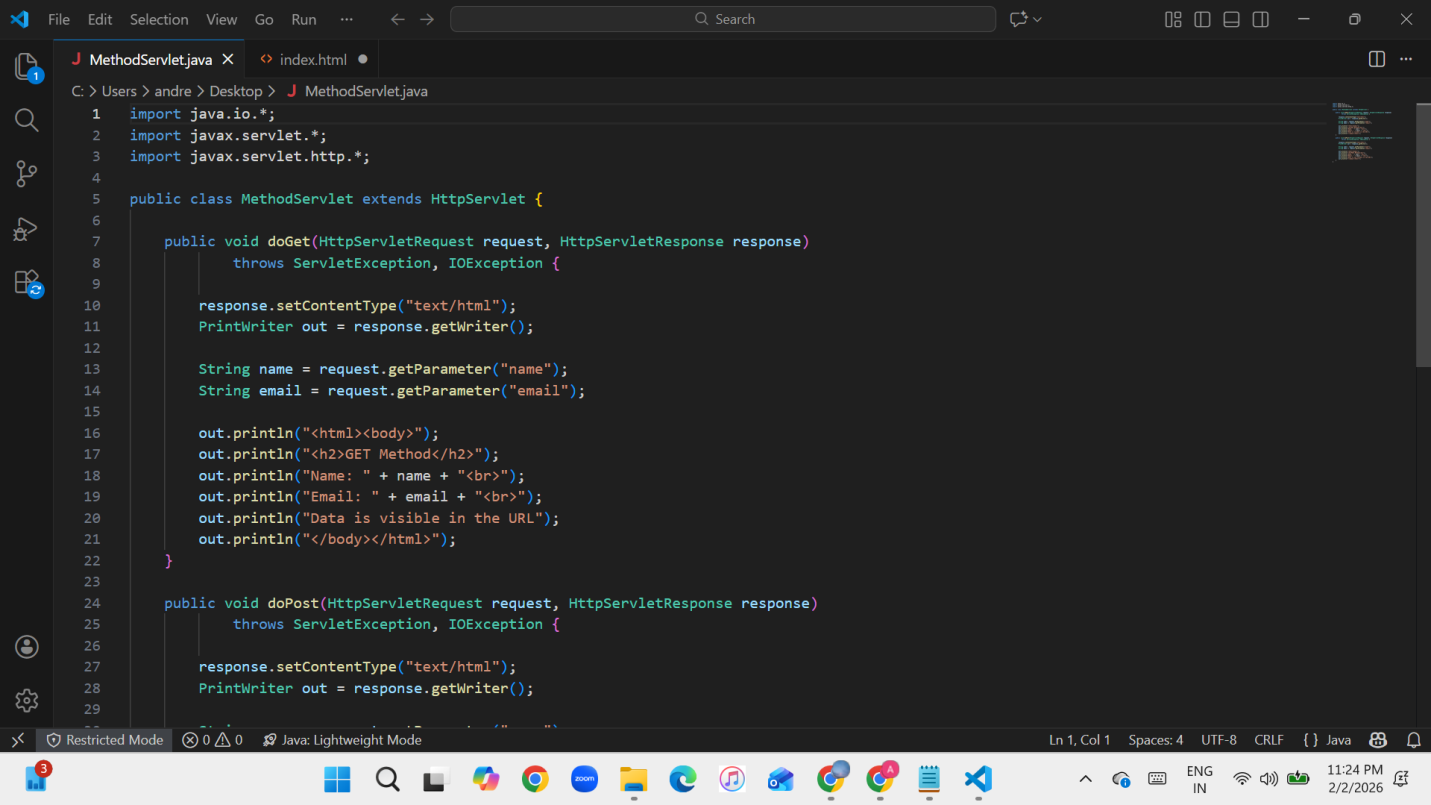 File Edit Selection View Go Run ··· Search
MethodServlet.java index.html
1
C: > Users > andre > Desktop > MethodServlet.java
1 import java.io.*;
2 import javax.servlet.*;
3 import javax.servlet.http.*;
4
5 public class MethodServlet extends HttpServlet {
6
7 public void doGet(HttpServletRequest request, HttpServletResponse response)
8 throws ServletException, IOException {
9
10 response.setContentType("text/html");
11 PrintWriter out = response.getWriter();
12
13 String name = request.getParameter("name");
14 String email = request.getParameter("email");
15
16 out.println("<html><body>");
17 out.println("<h2>GET Method</h2>");
18 out.println("Name: " + name + "<br>");
19 out.println("Email: " + email + "<br>");
20 out.println("Data is visible in the URL");
21 out.println("</body></html>");
22 }
23
24 public void doPost(HttpServletRequest request, HttpServletResponse response)
25 throws ServletException, IOException {
26
27 response.setContentType("text/html");
28 PrintWriter out = response.getWriter();
29
Restricted Mode 0 0 Java: Lightweight Mode Ln 1, Col 1 Spaces: 4 UTF-8 CRLF {} Java
3 zoom A ENG IN 11:24 PM 2/2/2026